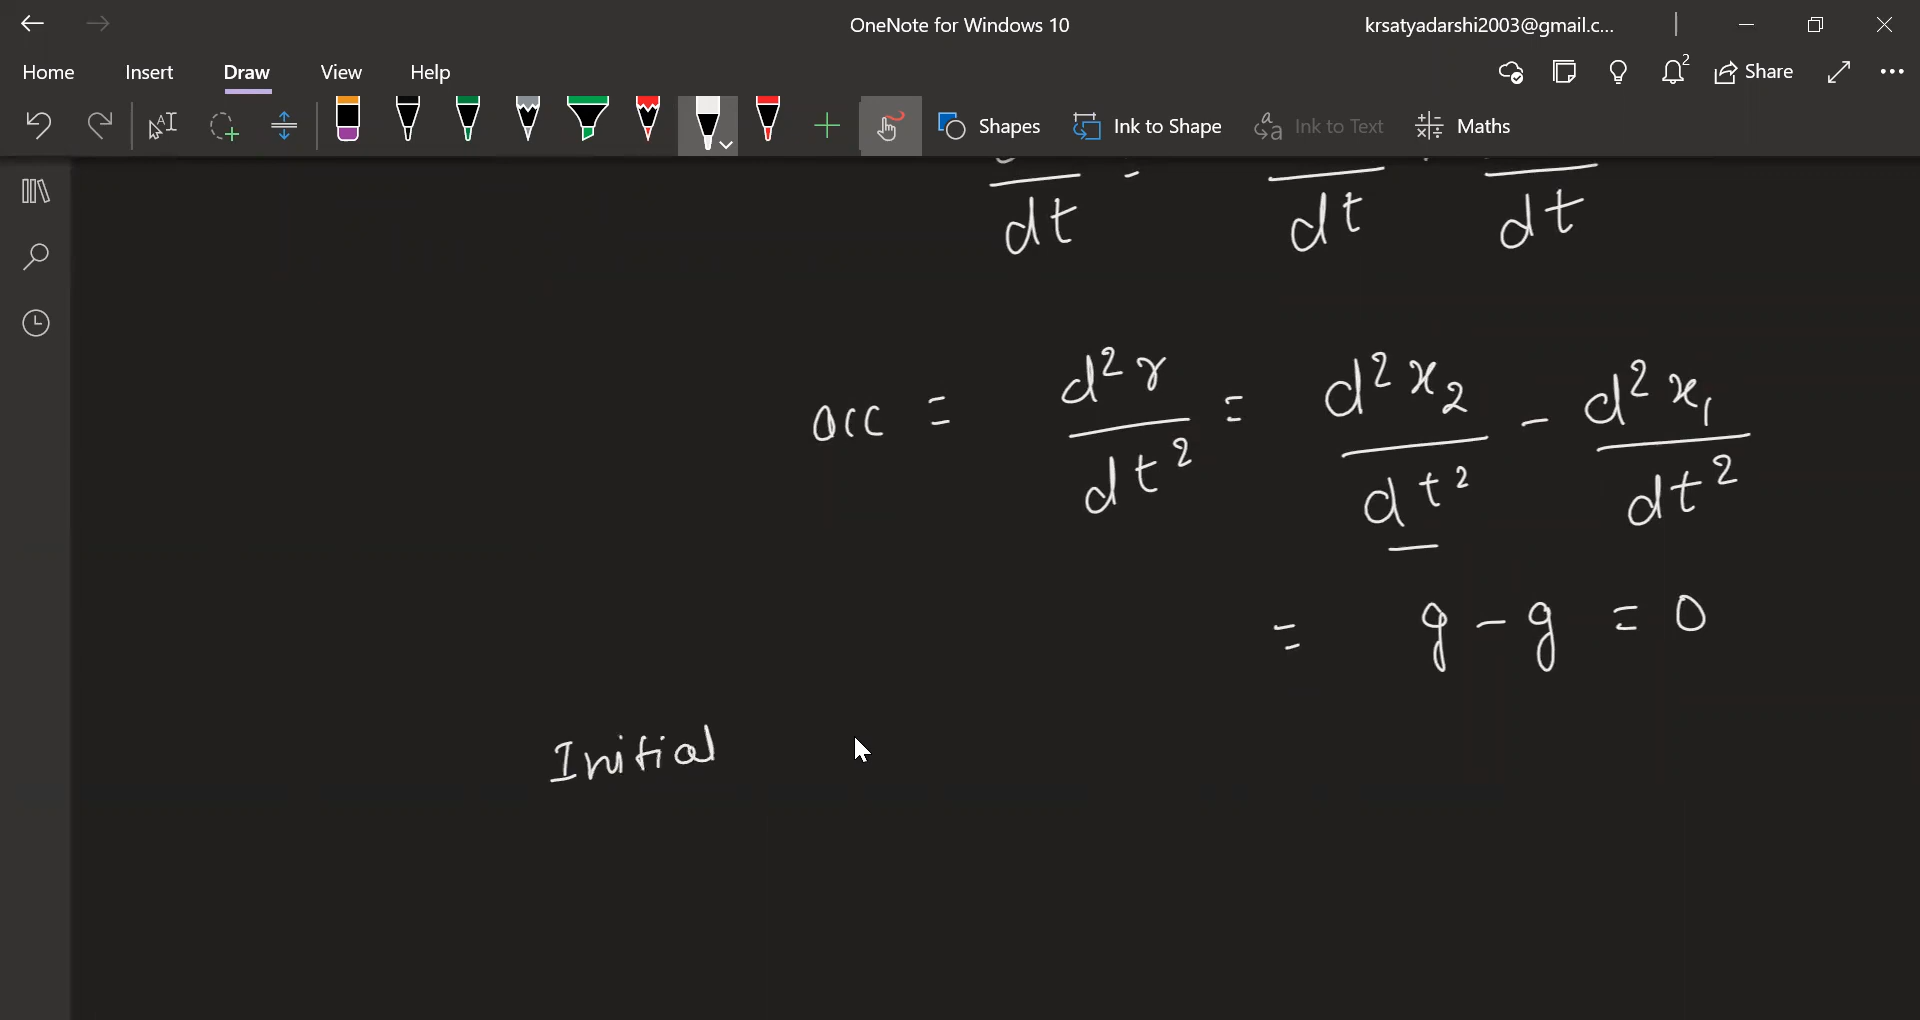 OneNote for Windows 10
krsatyadarshi2003@gmail.c...
Home Insert Draw View Help
2 Share
Shapes Ink to Shape Ink to Text Maths
dt = dt dt
acc = d²r/dt² = d²x₂/dt² - d²x₁/dt²
= g - g = 0
Initial